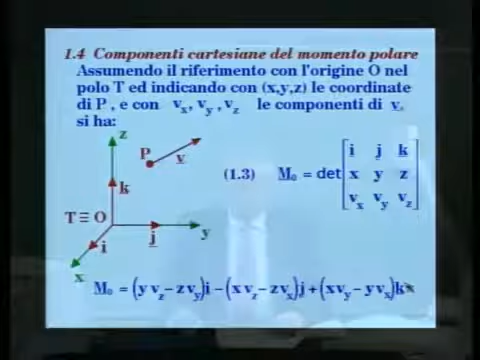 1.4 Componenti cartesiane del momento polare
Assumendo il riferimento con l'origine O nel
polo T ed indicando con (x,y,z) le coordinate
di P , e con vx, vy , vz le componenti di v,
si ha:
z
P
v
k
(1.3) Mo = det [ i j k
x y z
vx vy vz ]
T ≡ O
j
y
i
x
Mo = (y vz – z vy)i – (x vz – z vx)j + (x vy – y vx)k